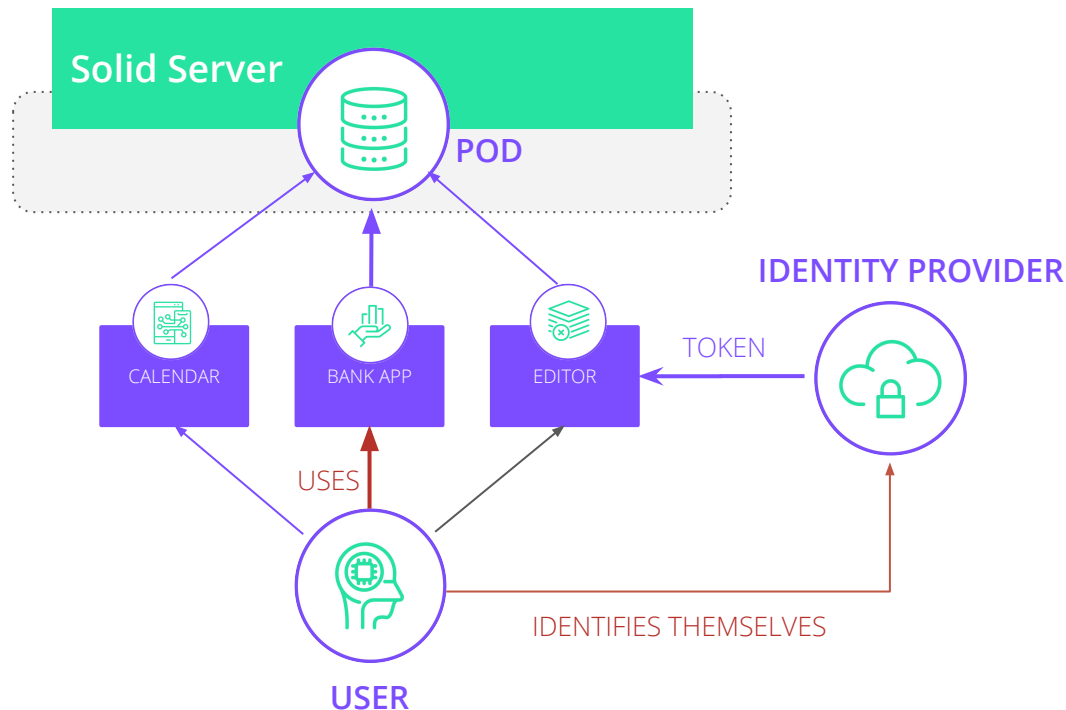 Solid Server
POD
IDENTITY PROVIDER
TOKEN
CALENDAR
BANK APP
EDITOR
USES
IDENTIFIES THEMSELVES
USER